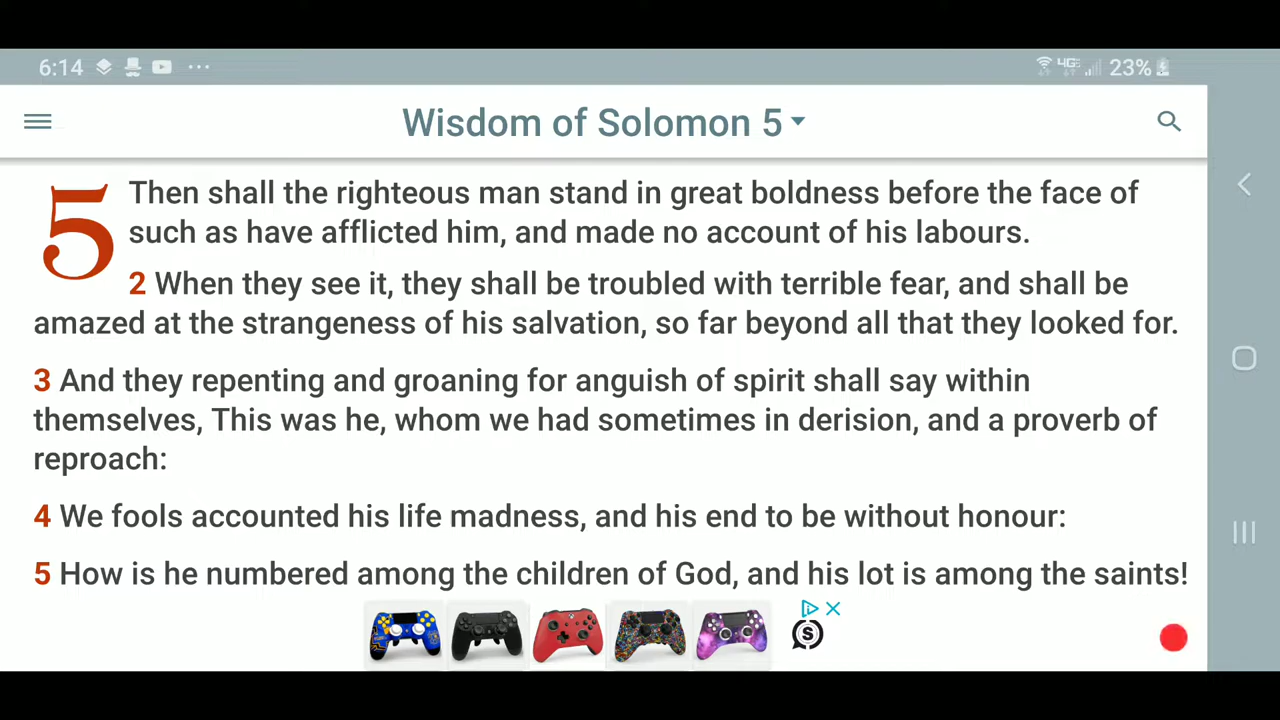 6:14 ... 4GE 23%
Wisdom of Solomon 5
5 Then shall the righteous man stand in great boldness before the face of
such as have afflicted him, and made no account of his labours.
2 When they see it, they shall be troubled with terrible fear, and shall be
amazed at the strangeness of his salvation, so far beyond all that they looked for.
3 And they repenting and groaning for anguish of spirit shall say within
themselves, This was he, whom we had sometimes in derision, and a proverb of
reproach:
4 We fools accounted his life madness, and his end to be without honour:
5 How is he numbered among the children of God, and his lot is among the saints!
S